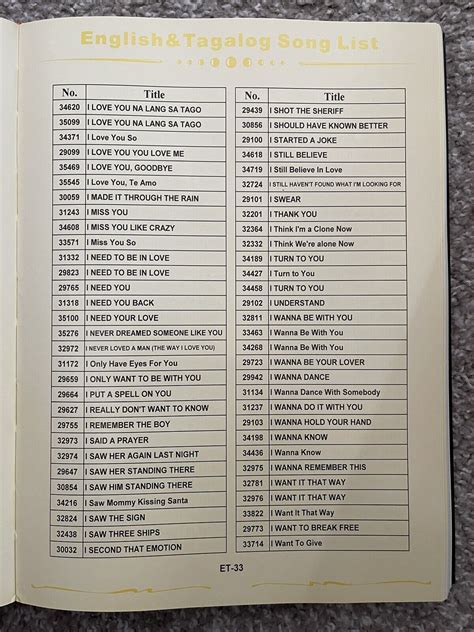 English&Tagalog Song List
No. Title
34620 I LOVE YOU NA LANG SA TAGO
35099 I LOVE YOU NA LANG SA TAGO
34371 I Love You So
29099 I LOVE YOU YOU LOVE ME
35469 I LOVE YOU, GOODBYE
35545 I Love You, Te Amo
30058 I MADE IT THROUGH THE RAIN
31243 I MISS YOU
34608 I MISS YOU LIKE CRAZY
33571 I Miss You So
31332 I NEED TO BE IN LOVE
29823 I NEED TO BE IN LOVE
29765 I NEED YOU
31318 I NEED YOU BACK
35100 I NEED YOUR LOVE
35276 I NEVER DREAMED SOMEONE LIKE YOU
32972 I NEVER LOVED A MAN (THE WAY I LOVE YOU)
31172 I Only Have Eyes For You
29659 I ONLY WANT TO BE WITH YOU
29664 I PUT A SPELL ON YOU
29627 I REALLY DON'T WANT TO KNOW
29755 I REMEMBER THE BOY
32973 I SAID A PRAYER
32974 I SAW HER AGAIN LAST NIGHT
29647 I SAW HER STANDING THERE
30854 I SAW HIM STANDING THERE
34216 I Saw Mommy Kissing Santa
32824 I SAW THE SIGN
32438 I SAW THREE SHIPS
30032 I SECOND THAT EMOTION
No. Title
29439 I SHOT THE SHERIFF
30856 I SHOULD HAVE KNOWN BETTER
29100 I STARTED A JOKE
34618 I STILL BELIEVE
34719 I Still Believe In Love
32724 I STILL HAVEN'T FOUND WHAT I'M LOOKING FOR
29101 I SWEAR
32201 I THANK YOU
32364 I Think I'm a Clone Now
32332 I Think We're alone Now
34189 I TURN TO YOU
34427 I Turn to You
34458 I TURN TO YOU
29102 I UNDERSTAND
32811 I WANNA BE WITH YOU
33463 I Wanna Be With You
34268 I Wanna Be With You
29723 I WANNA BE YOUR LOVER
29942 I WANNA DANCE
31134 I Wanna Dance With Somebody
31237 I WANNA DO IT WITH YOU
29103 I WANNA HOLD YOUR HAND
34198 I WANNA KNOW
34436 I Wanna Know
32975 I WANNA REMEMBER THIS
32781 I WANT IT THAT WAY
32976 I WANT IT THAT WAY
33822 I Want It That Way
29773 I WANT TO BREAK FREE
33714 I Want To Give
ET-33